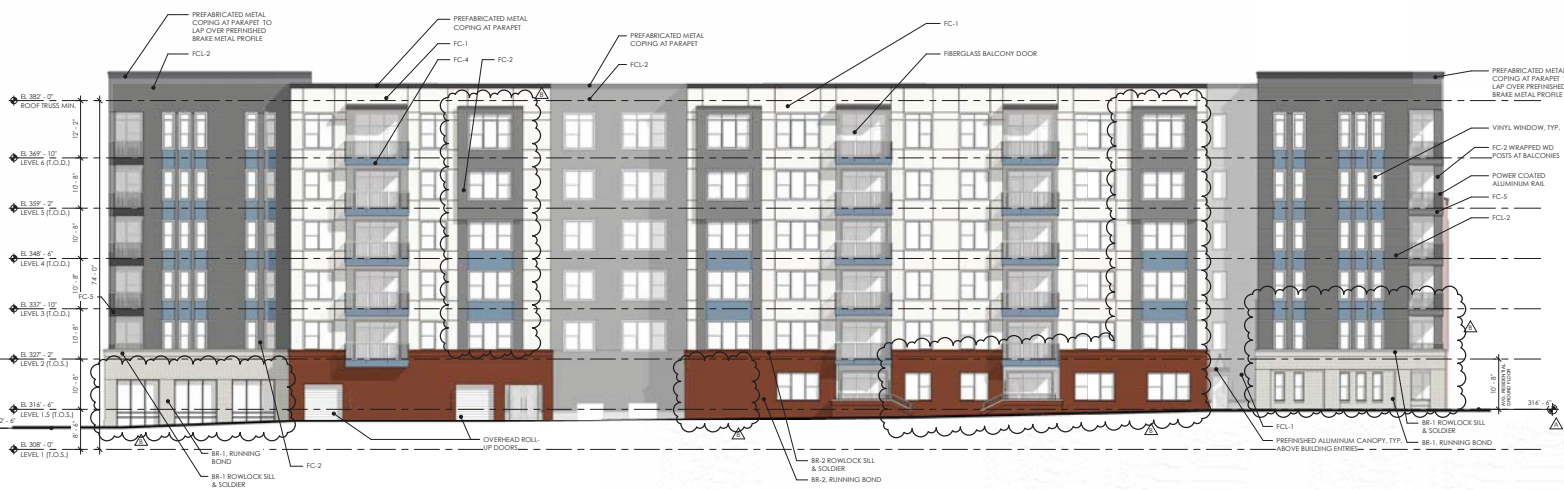 PREFABRICATED METAL
COPING AT PARAPET TO
LAP OVER PREFINISHED
BRAKE METAL PROFILE
FCL-2
PREFABRICATED METAL
COPING AT PARAPET
FC-1
FC-4
FC-2
PREFABRICATED METAL
COPING AT PARAPET
FCL-2
FC-1
FIBERGLASS BALCONY DOOR
PREFABRICATED METAL
COPING AT PARAPET
LAP OVER PREFINISHED
BRAKE METAL PROFILE
VINYL WINDOW, TYP.
FC-2 WRAPPED WD
POSTS AT BALCONIES
POWER COATED
ALUMINUM RAIL
FC-5
FCL-2
EL 382' - 0"
ROOF TRUSS MIN.
12' - 2"
EL 369' - 10"
LEVEL 6 (T.O.D.)
10' - 8"
EL 359' - 2"
LEVEL 5 (T.O.D.)
10' - 8"
EL 348' - 6"
LEVEL 4 (T.O.D.)
10' - 8"
74' - 0"
FC-5
EL 337' - 10"
LEVEL 3 (T.O.D.)
10' - 8"
EL 327' - 2"
LEVEL 2 (T.O.S.)
10' - 8"
EL 316' - 6"
LEVEL 1.5 (T.O.S.)
8' - 6"
EL 308' - 0"
LEVEL 1 (T.O.S.)
B
B
B
B
B
BR-1, RUNNING
BOND
BR-1 ROWLOCK SILL
& SOLDIER
FC-2
OVERHEAD ROLL-
UP DOORS
BR-2 ROWLOCK SILL
& SOLDIER
BR-2, RUNNING BOND
FCL-1
PREFINISHED ALUMINUM CANOPY, TYP.
ABOVE BUILDING ENTRIES
BR-1 ROWLOCK SILL
& SOLDIER
BR-1, RUNNING BOND
10' - 8"
GROUND FLOOR
316' - 6"
A